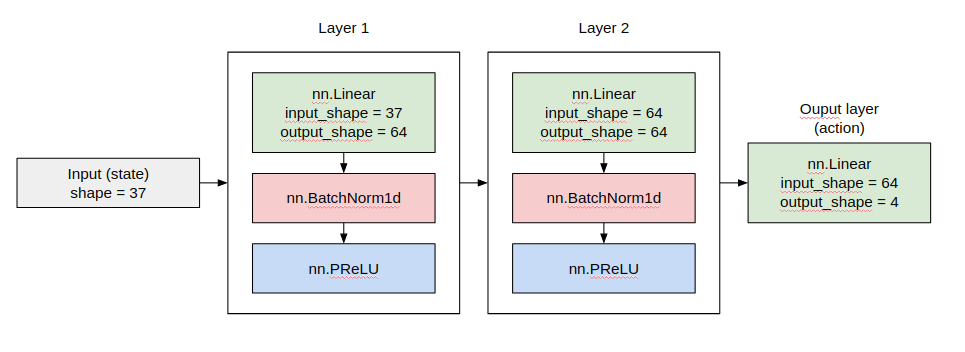 Layer 1
Layer 2
Input (state)
shape = 37
nn.Linear
input_shape = 37
output_shape = 64
nn.BatchNorm1d
nn.PReLU
nn.Linear
input_shape = 64
output_shape = 64
nn.BatchNorm1d
nn.PReLU
Ouput layer
(action)
nn.Linear
input_shape = 64
output_shape = 4